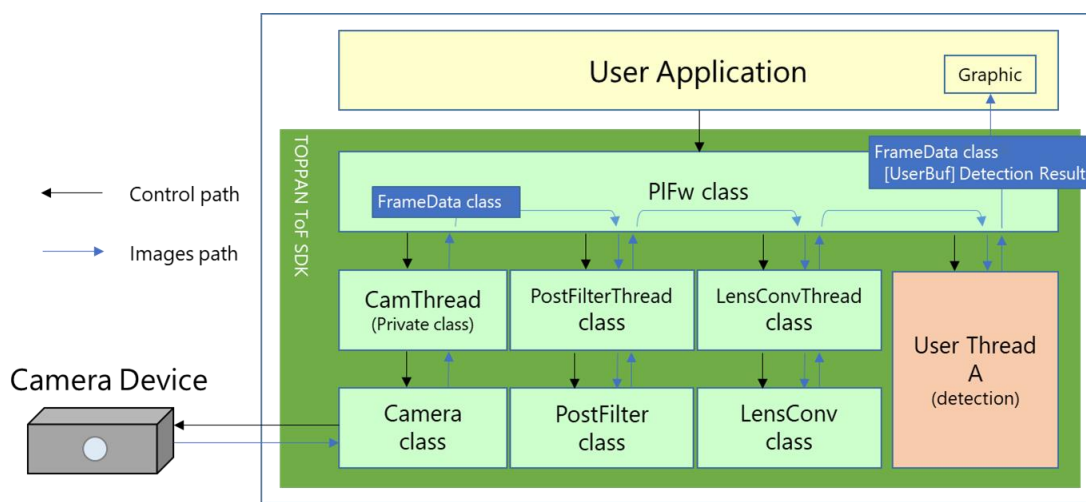 User Application
Graphic
TOPPAN ToF SDK
FrameData class
[UserBuf] Detection Result
PlFw class
FrameData class
Control path
Images path
CamThread
(Private class)
PostFilterThread
class
LensConvThread
class
User Thread
A
(detection)
Camera Device
Camera
class
PostFilter
class
LensConv
class